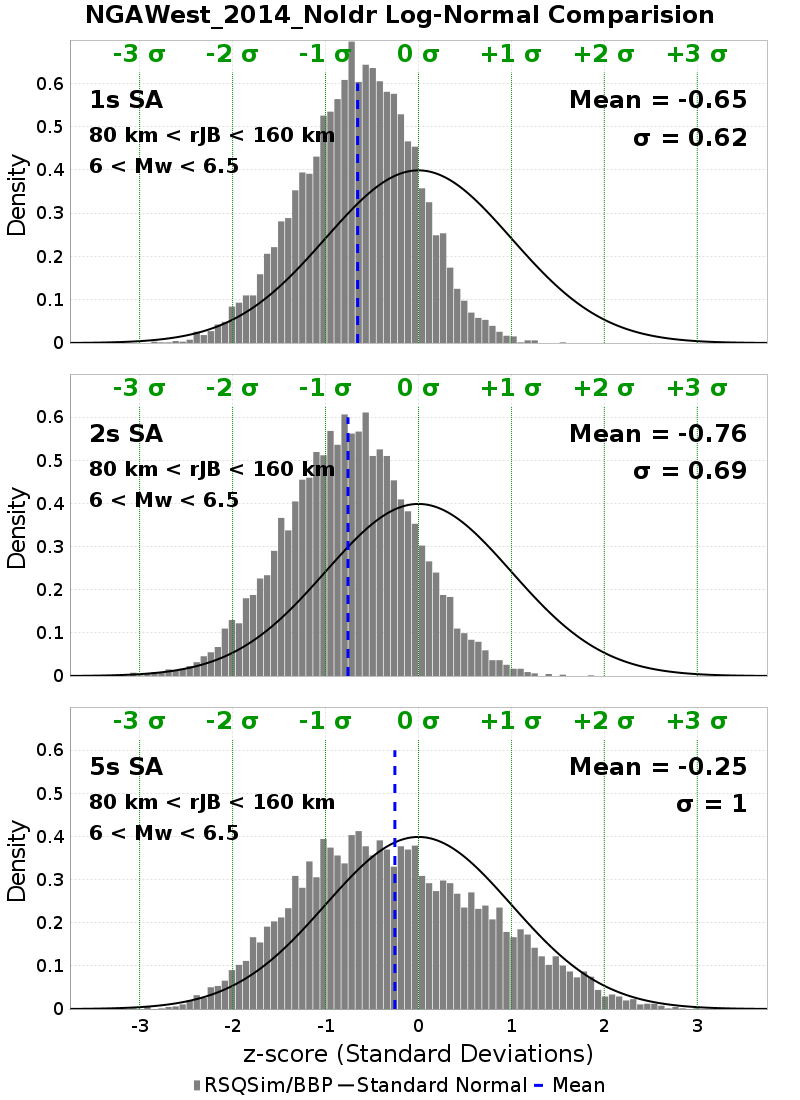 NGAWest_2014_NoIdr Log-Normal Comparision
-3 σ -2 σ -1 σ 0 σ +1 σ +2 σ +3 σ
1s SA Mean = -0.65
80 km < rJB < 160 km σ = 0.62
6 < Mw < 6.5
Density
0.6
0.5
0.4
0.3
0.2
0.1
0
-3 σ -2 σ -1 σ 0 σ +1 σ +2 σ +3 σ
2s SA Mean = -0.76
80 km < rJB < 160 km σ = 0.69
6 < Mw < 6.5
Density
0.6
0.5
0.4
0.3
0.2
0.1
0
-3 σ -2 σ -1 σ 0 σ +1 σ +2 σ +3 σ
5s SA Mean = -0.25
80 km < rJB < 160 km σ = 1
6 < Mw < 6.5
Density
0.6
0.5
0.4
0.3
0.2
0.1
0
-3 -2 -1 0 1 2 3
z-score (Standard Deviations)
RSQSim/BBP Standard Normal Mean